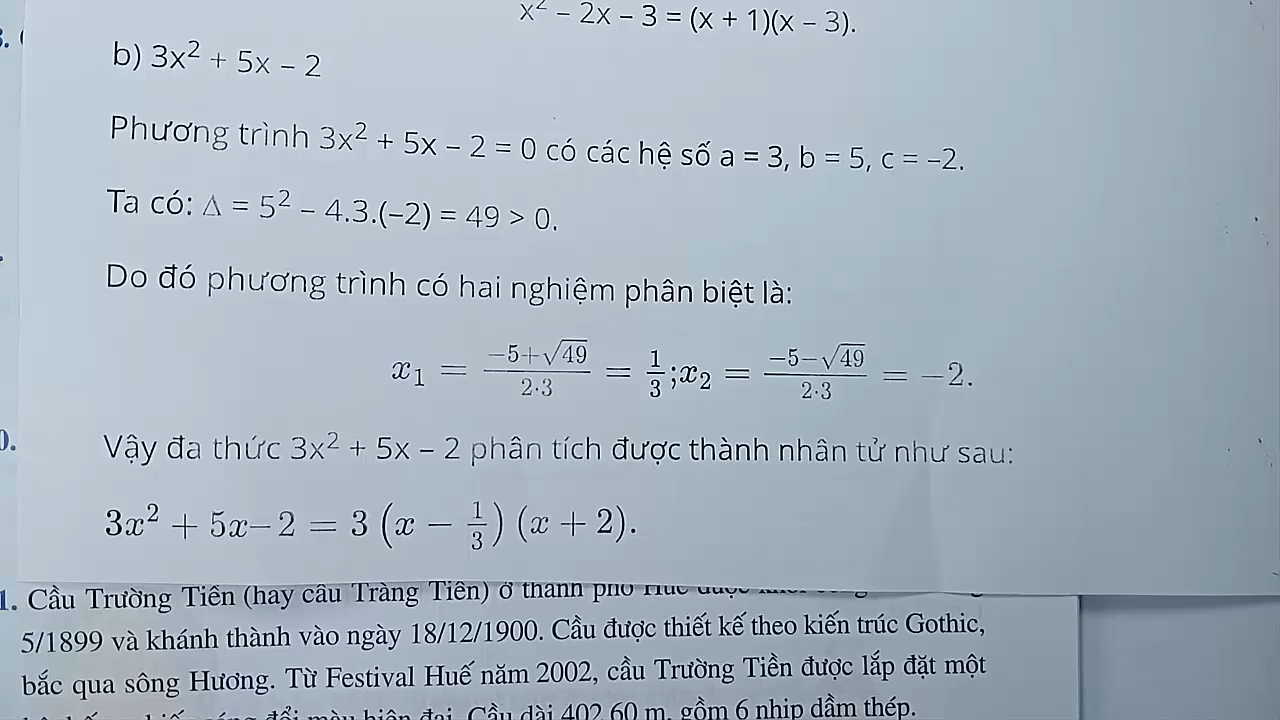 x² – 2x – 3 = (x + 1)(x – 3).
b) 3x² + 5x – 2
Phương trình 3x² + 5x – 2 = 0 có các hệ số a = 3, b = 5, c = –2.
Ta có: Δ = 5² – 4.3.(–2) = 49 > 0.
Do đó phương trình có hai nghiệm phân biệt là:
x₁ = (−5+√49)/(2·3) = 1/3; x₂ = (−5−√49)/(2·3) = −2.
Vậy đa thức 3x² + 5x – 2 phân tích được thành nhân tử như sau:
3x² + 5x − 2 = 3 (x − 1/3) (x + 2).
1. Cầu Trường Tiền (hay cầu Tràng Tiền) ở thành phố Huế được
5/1899 và khánh thành vào ngày 18/12/1900. Cầu được thiết kế theo kiến trúc Gothic,
bắc qua sông Hương. Từ Festival Huế năm 2002, cầu Trường Tiền được lắp đặt một
đổi màu hiện đại. Cầu dài 402,60 m, gồm 6 nhịp dầm thép.